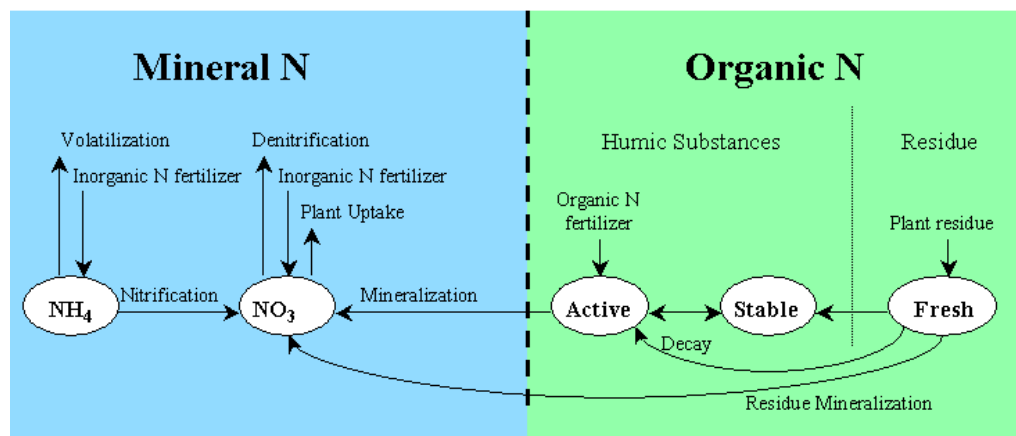 Mineral N
Organic N
Volatilization
Denitrification
Humic Substances
Residue
Inorganic N fertilizer
Inorganic N fertilizer
Plant Uptake
Organic N
fertilizer
Plant residue
NH4
Nitrification
NO3
Mineralization
Active
Stable
Fresh
Decay
Residue Mineralization